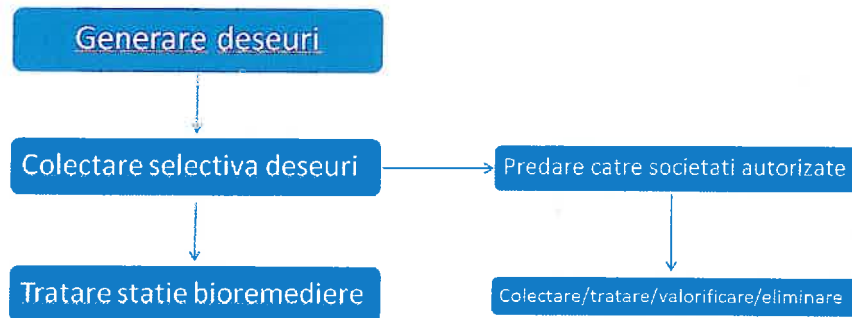 Generare deseuri
Colectare selectiva deseuri
Predare catre societati autorizate
Tratare statie bioremediere
Colectare/tratare/valorificare/eliminare